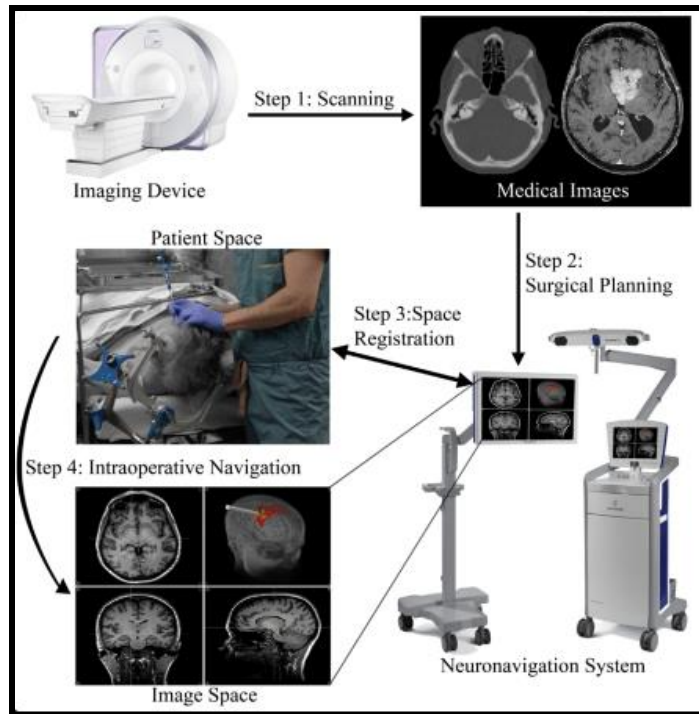 Step 1: Scanning
Imaging Device
Medical Images
Patient Space
Step 2:
Surgical Planning
Step 3:Space
Registration
Step 4: Intraoperative Navigation
Image Space
Neuronavigation System